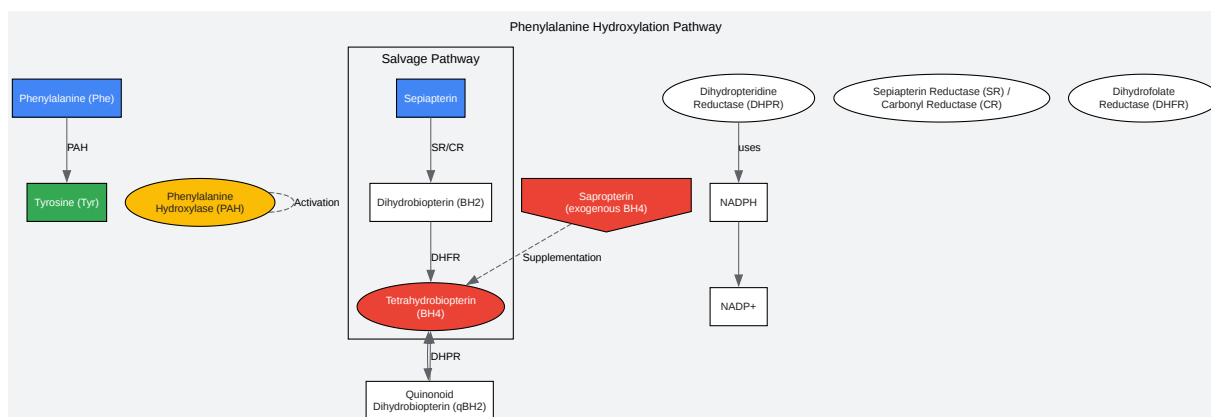 Phenylalanine Hydroxylation Pathway
Salvage Pathway
Phenylalanine (Phe)
Sepiapterin
Dihydropteridine
Reductase (DHPR)
Sepiapterin Reductase (SR) /
Carbonyl Reductase (CR)
Dihydrofolate
Reductase (DHFR)
PAH
SR/CR
uses
Tyrosine (Tyr)
Phenylalanine
Hydroxylase (PAH)
Activation
Dihydrobiopterin (BH2)
Sapropterin
(exogenous BH4)
NADPH
DHFR
Supplementation
Tetrahydrobiopterin
(BH4)
NADP+
DHPR
Quinonoid
Dihydrobiopterin (qBH2)